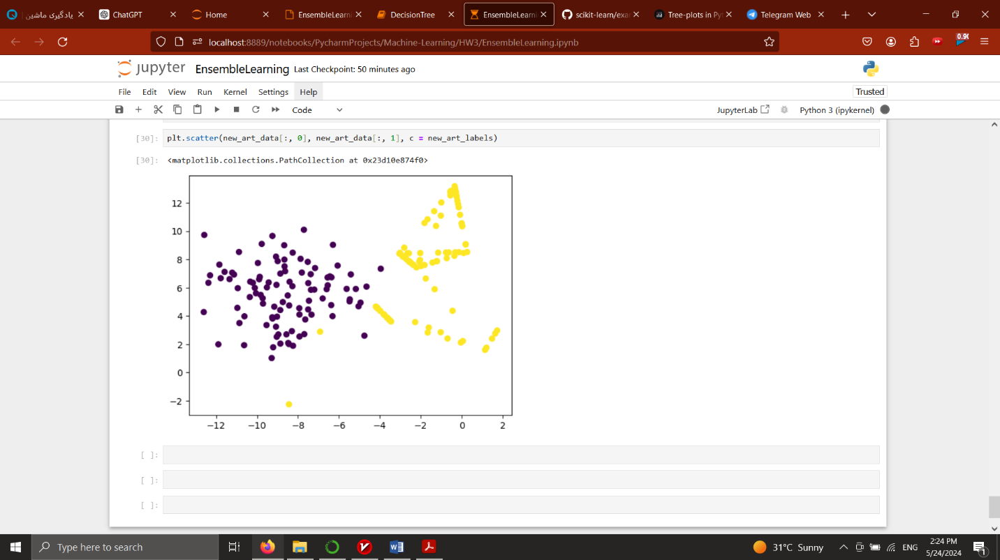 یادگیری ماشین
ChatGPT
Home
EnsembleLearni
DecisionTree
EnsembleLearni
scikit-learn/exa
Tree-plots in Pyt
Telegram Web
localhost:8889/notebooks/PycharmProjects/Machine-Learning/HW3/EnsembleLearning.ipynb
0.90
jupyter EnsembleLearning Last Checkpoint: 50 minutes ago
File Edit View Run Kernel Settings Help Trusted
Code JupyterLab Python 3 (ipykernel)
[30]: plt.scatter(new_art_data[:, 0], new_art_data[:, 1], c = new_art_labels)
[30]: <matplotlib.collections.PathCollection at 0x23d10e874f0>
12
10
8
6
4
2
0
−2
−12 −10 −8 −6 −4 −2 0 2
[ ]:
[ ]:
[ ]:
Type here to search
31°C Sunny
ENG
2:24 PM
5/24/2024
1